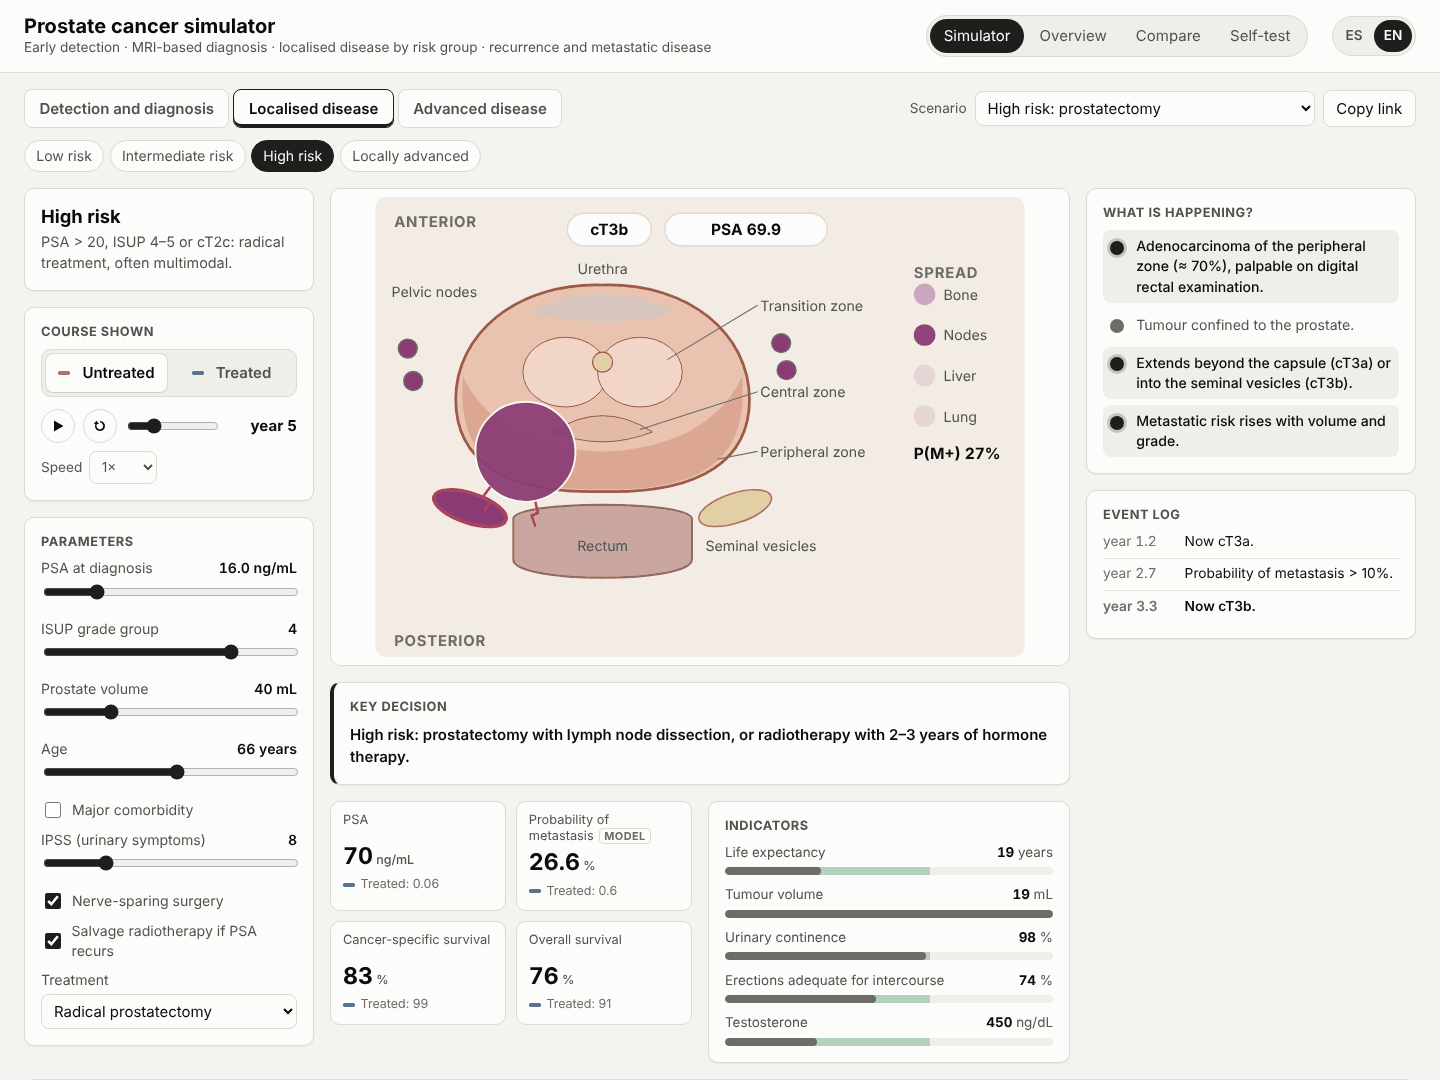 Prostate cancer simulator
Early detection · MRI-based diagnosis · localised disease by risk group · recurrence and metastatic disease
Simulator
Overview
Compare
Self-test
ES
EN
Detection and diagnosis
Localised disease
Advanced disease
Scenario
High risk: prostatectomy
Copy link
Low risk
Intermediate risk
High risk
Locally advanced
High risk
PSA > 20, ISUP 4–5 or cT2c: radical
treatment, often multimodal.
COURSE SHOWN
Untreated
Treated
year 5
Speed
1×
PARAMETERS
PSA at diagnosis
16.0 ng/mL
ISUP grade group
4
Prostate volume
40 mL
Age
66 years
Major comorbidity
IPSS (urinary symptoms)
8
Nerve-sparing surgery
Salvage radiotherapy if PSA
recurs
Treatment
Radical prostatectomy
ANTERIOR
cT3b
PSA 69.9
Urethra
Pelvic nodes
Transition zone
Central zone
Peripheral zone
Rectum
Seminal vesicles
POSTERIOR
SPREAD
Bone
Nodes
Liver
Lung
P(M+) 27%
KEY DECISION
High risk: prostatectomy with lymph node dissection, or radiotherapy with 2–3 years of hormone
therapy.
PSA
70 ng/mL
Treated: 0.06
Probability of
metastasis MODEL
26.6 %
Treated: 0.6
Cancer-specific survival
83 %
Treated: 99
Overall survival
76 %
Treated: 91
INDICATORS
Life expectancy
19 years
Tumour volume
19 mL
Urinary continence
98 %
Erections adequate for intercourse
74 %
Testosterone
450 ng/dL
WHAT IS HAPPENING?
Adenocarcinoma of the peripheral
zone (≈ 70%), palpable on digital
rectal examination.
Tumour confined to the prostate.
Extends beyond the capsule (cT3a) or
into the seminal vesicles (cT3b).
Metastatic risk rises with volume and
grade.
EVENT LOG
year 1.2
Now cT3a.
year 2.7
Probability of metastasis > 10%.
year 3.3
Now cT3b.